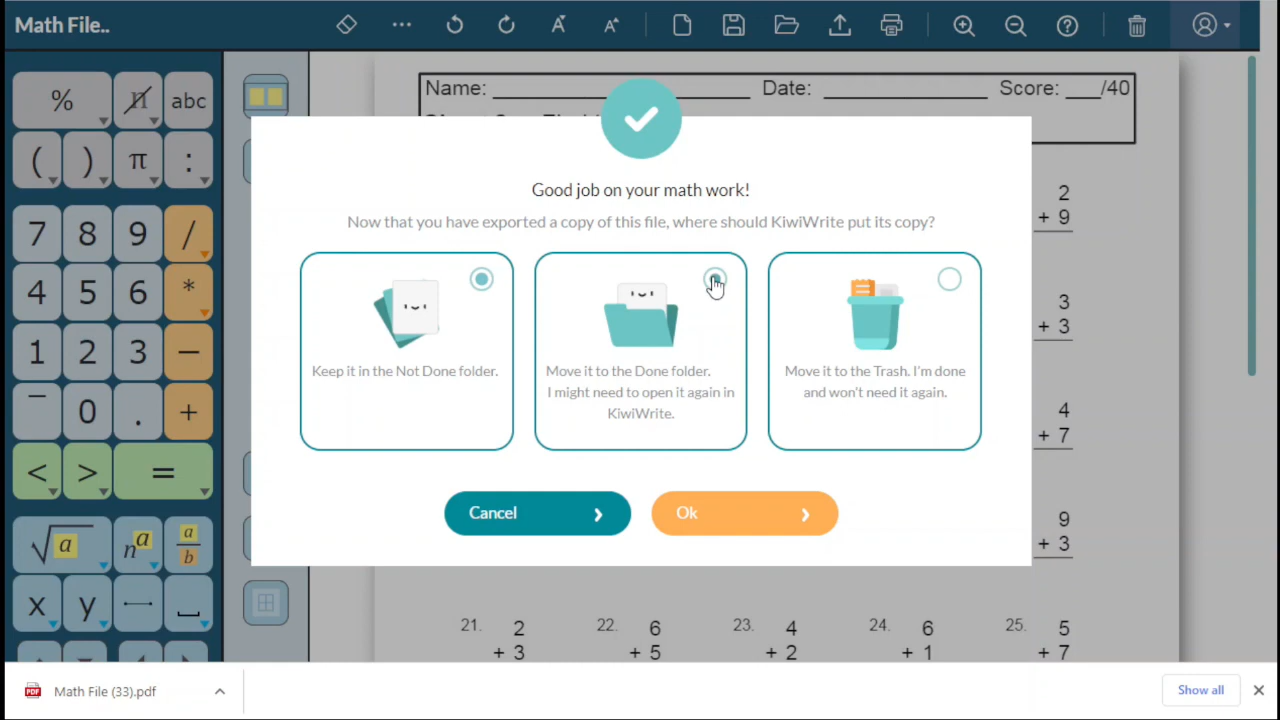 Math File..
Name: Date: Score: ___/40
% n abc
( ) π :
7 8 9 /
4 5 6 *
1 2 3 −
0 . +
< > =
√a nª a/b
x y
Good job on your math work!
Now that you have exported a copy of this file, where should KiwiWrite put its copy?
Keep it in the Not Done folder.
Move it to the Done folder.
I might need to open it again in
KiwiWrite.
Move it to the Trash. I'm done
and won't need it again.
Cancel
Ok
2
+ 9
3
+ 3
4
+ 7
9
+ 3
21. 2 22. 6 23. 4 24. 6 25. 5
+ 3 + 5 + 2 + 1 + 7
PDF Math File (33).pdf
Show all